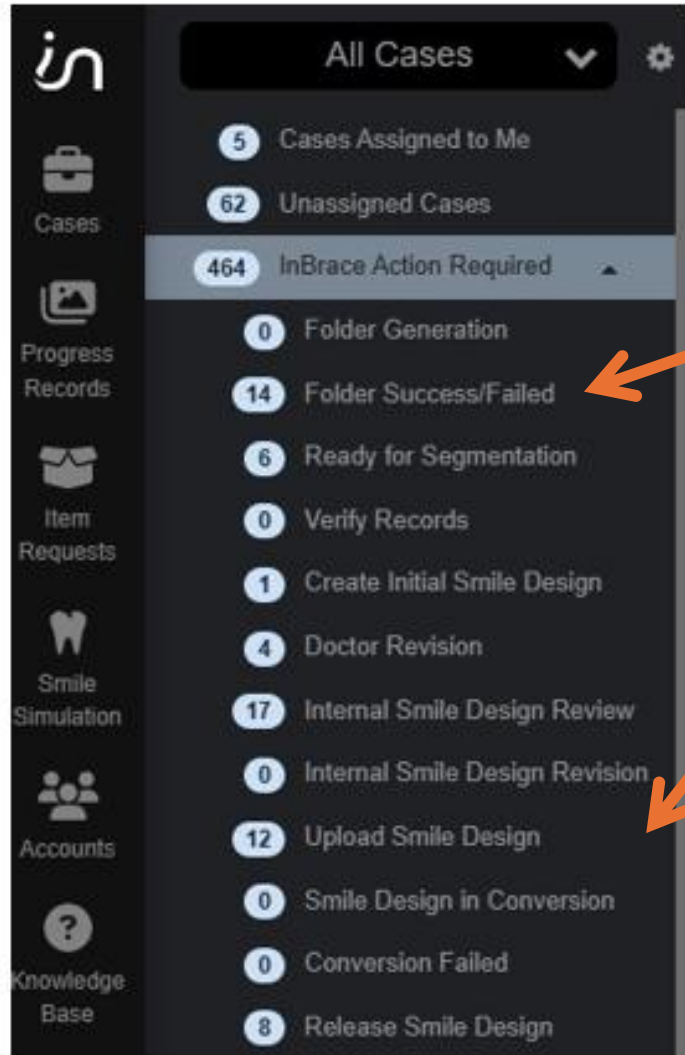 in
All Cases
Cases
Progress
Records
Item
Requests
Smile
Simulation
Accounts
Knowledge
Base
5 Cases Assigned to Me
62 Unassigned Cases
464 InBrace Action Required
0 Folder Generation
14 Folder Success/Failed
6 Ready for Segmentation
0 Verify Records
1 Create Initial Smile Design
4 Doctor Revision
17 Internal Smile Design Review
0 Internal Smile Design Revision
12 Upload Smile Design
0 Smile Design in Conversion
0 Conversion Failed
8 Release Smile Design